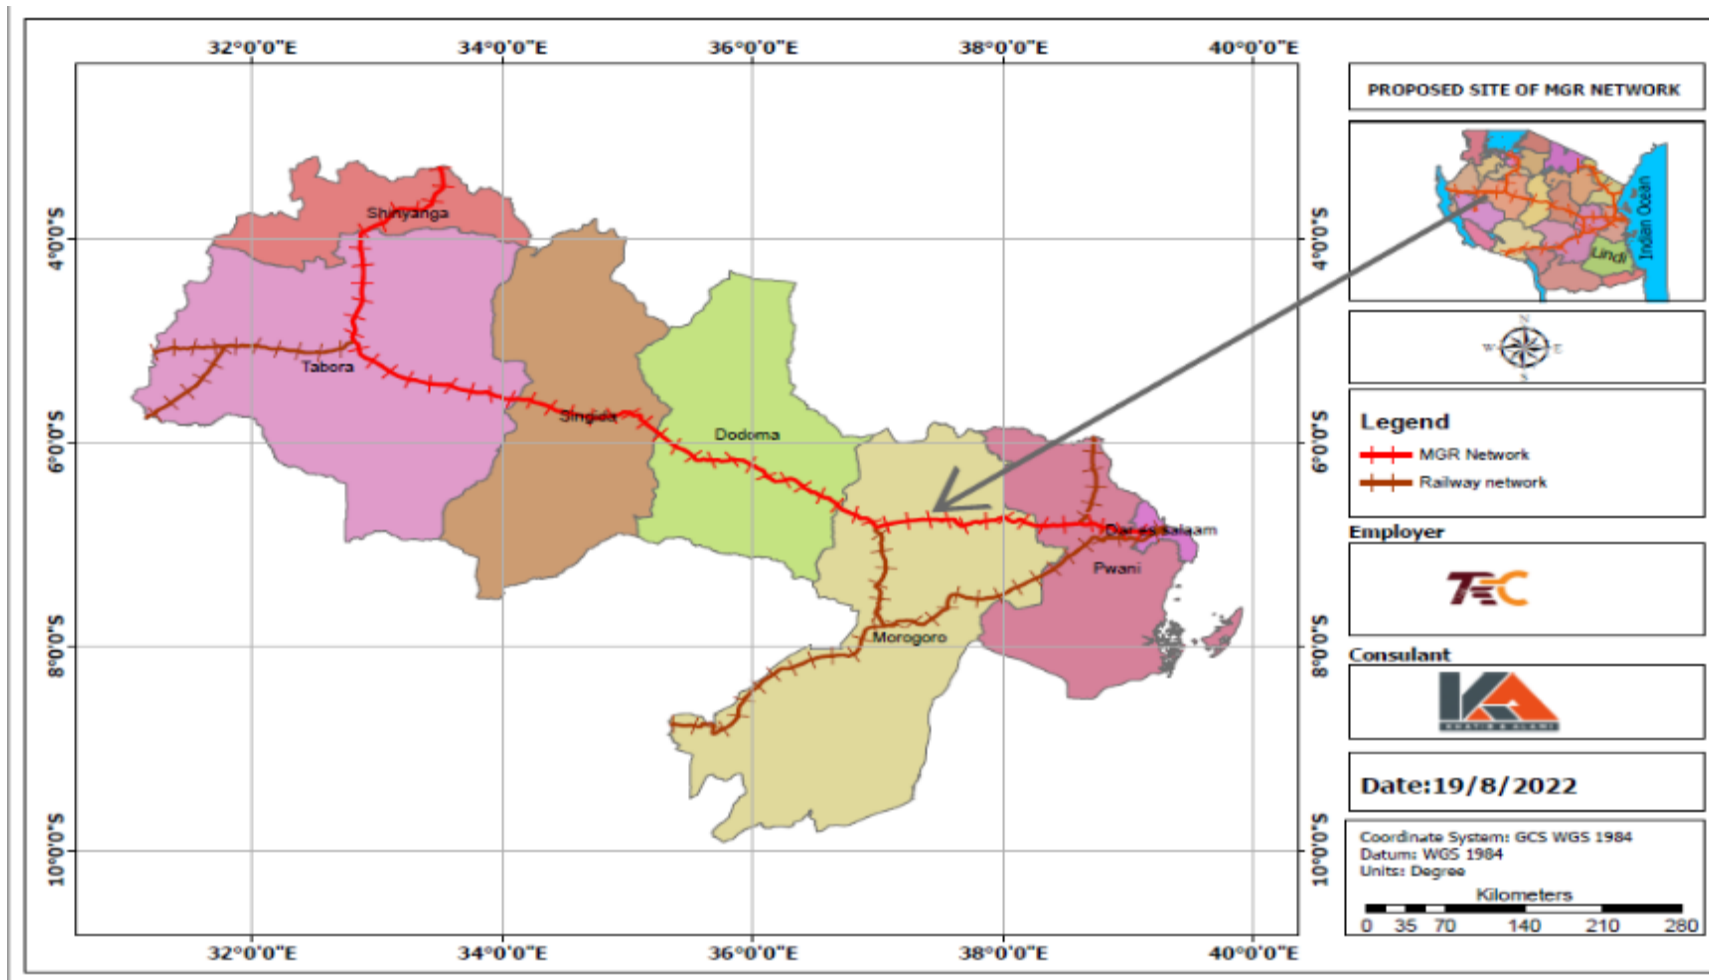 32°0'0"E 34°0'0"E 36°0'0"E 38°0'0"E 40°0'0"E
4°0'0"S
6°0'0"S
8°0'0"S
10°0'0"S
Shinyanga
Tabora
Singida
Dodoma
Dar es Salaam
Pwani
Morogoro
4°0'0"S
6°0'0"S
8°0'0"S
10°0'0"S
32°0'0"E 34°0'0"E 36°0'0"E 38°0'0"E 40°0'0"E
PROPOSED SITE OF MGR NETWORK
Indian Ocean
Lindi
N
W E
S
Legend
MGR Network
Railway network
Employer
TRC
Consulant
KA
KHATIB & ALAMI
Date:19/8/2022
Coordinate System: GCS WGS 1984
Datum: WGS 1984
Units: Degree
Kilometers
0 35 70 140 210 280